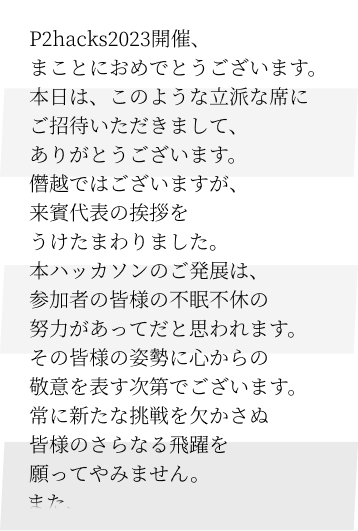 P2hacks2023開催、
まことにおめでとうございます。
本日は、このような立派な席に
ご招待いただきまして、
ありがとうございます。
僭越ではございますが、
来賓代表の挨拶を
うけたまわりました。
本ハッカソンのご発展は、
参加者の皆様の不眠不休の
努力があってだと思われます。
その皆様の姿勢に心からの
敬意を表す次第でございます。
常に新たな挑戦を欠かさぬ
皆様のさらなる飛躍を
願ってやみません。
また、